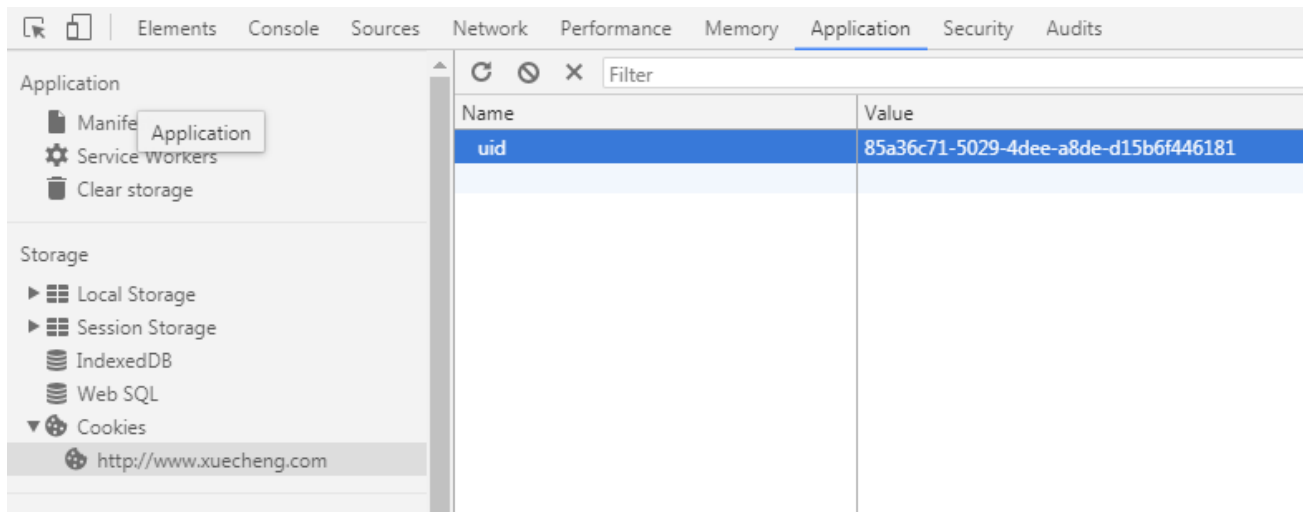 Elements Console Sources Network Performance Memory Application Security Audits
Application
Filter
Manife
Application
Service Workers
Clear storage
Name Value
uid 85a36c71-5029-4dee-a8de-d15b6f446181
Storage
Local Storage
Session Storage
IndexedDB
Web SQL
Cookies
http://www.xuecheng.com